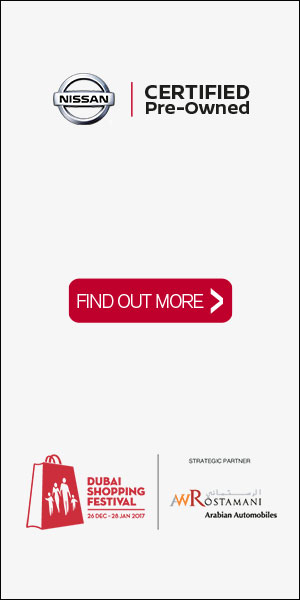 NISSAN
CERTIFIED
Pre-Owned
FIND OUT MORE
DUBAI
SHOPPING
FESTIVAL
26 DEC - 28 JAN 2017
STRATEGIC PARTNER
الرستماني
AWROSTAMANI
Arabian Automobiles